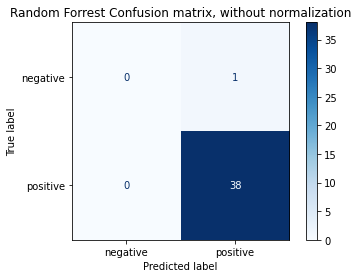 Random Forrest Confusion matrix, without normalization
True label
negative
positive
0
1
0
38
negative
positive
Predicted label
35
30
25
20
15
10
5
0